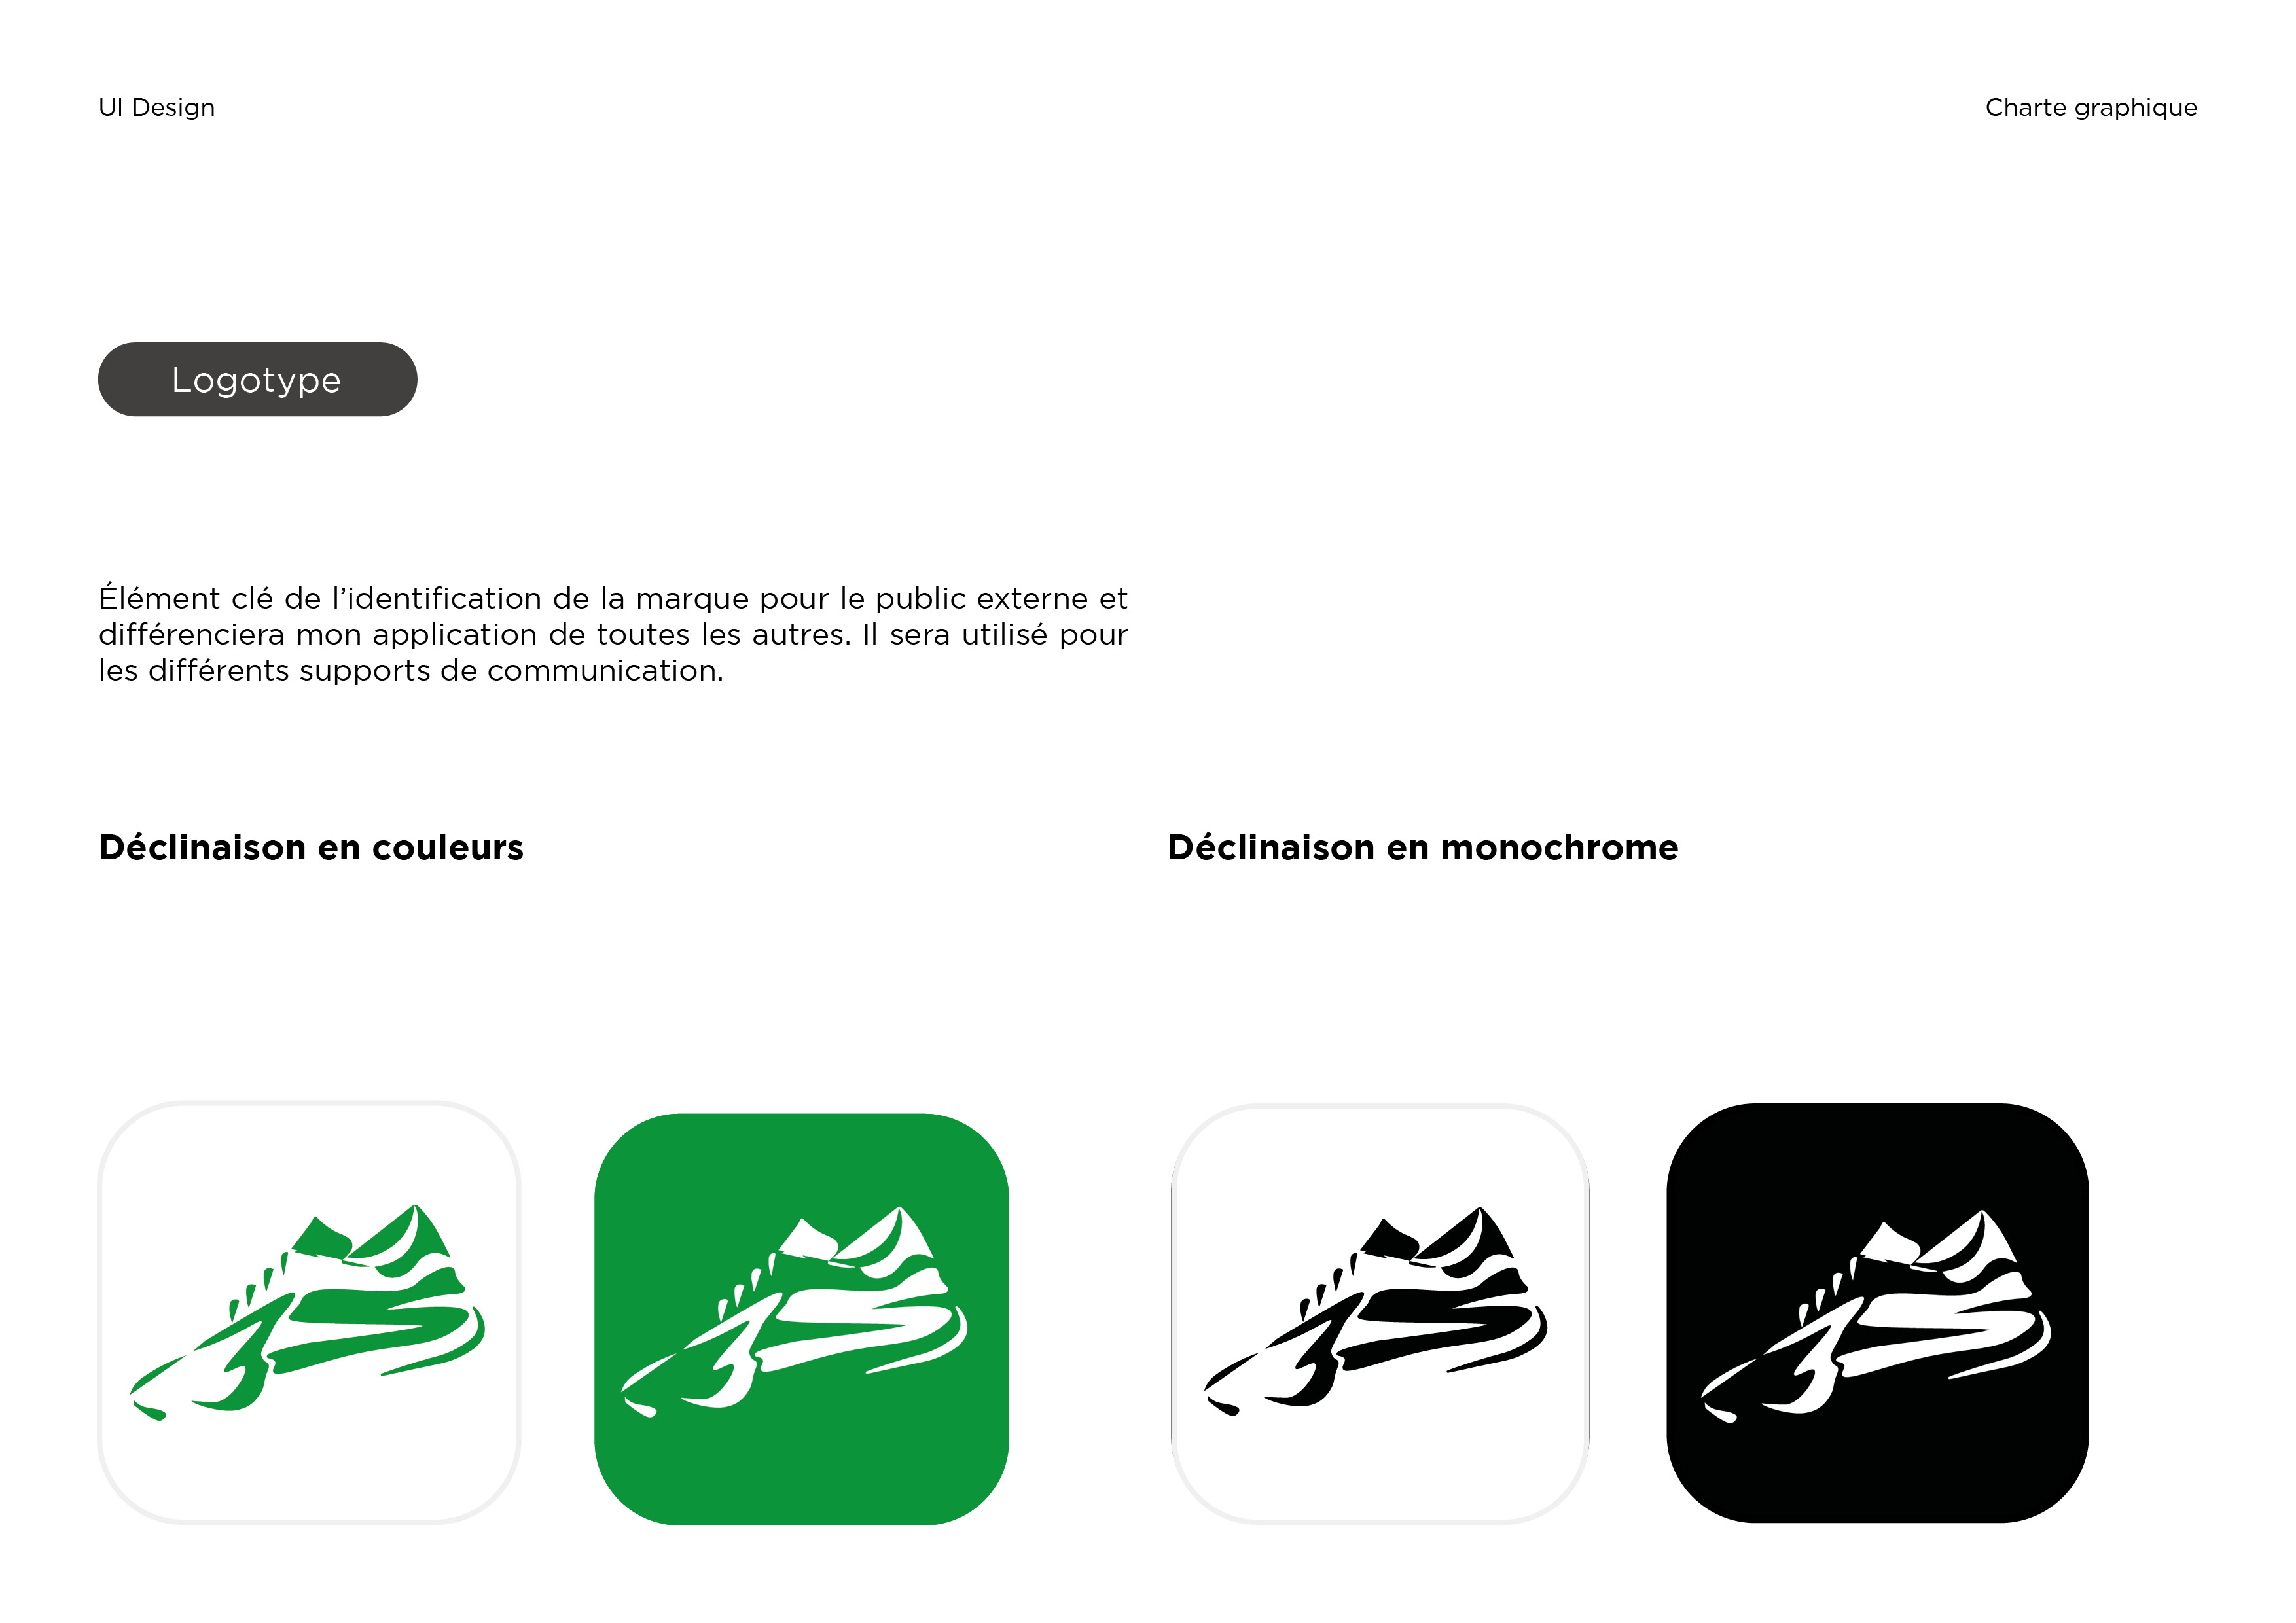 UI Design
Charte graphique
Logotype
Élément clé de l’identification de la marque pour le public externe et
différenciera mon application de toutes les autres. Il sera utilisé pour
les différents supports de communication.
Déclinaison en couleurs
Déclinaison en monochrome